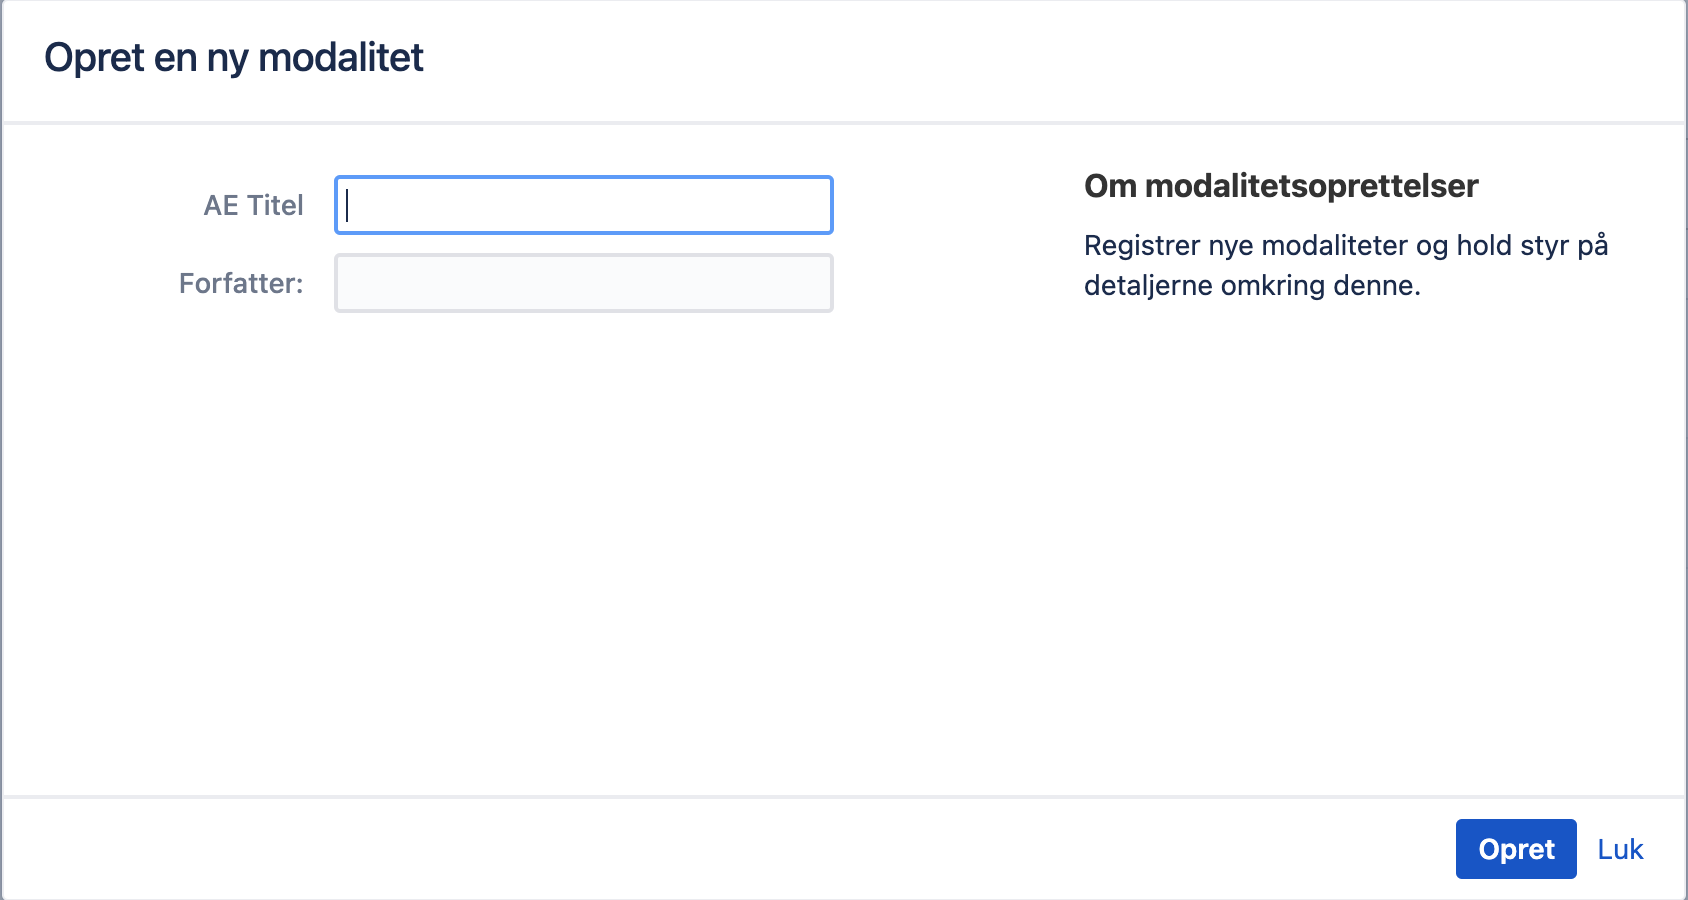 Opret en ny modalitet
AE Titel
Forfatter:
Om modalitetsoprettelser
Registrer nye modaliteter og hold styr på
detaljerne omkring denne.
Opret
Luk